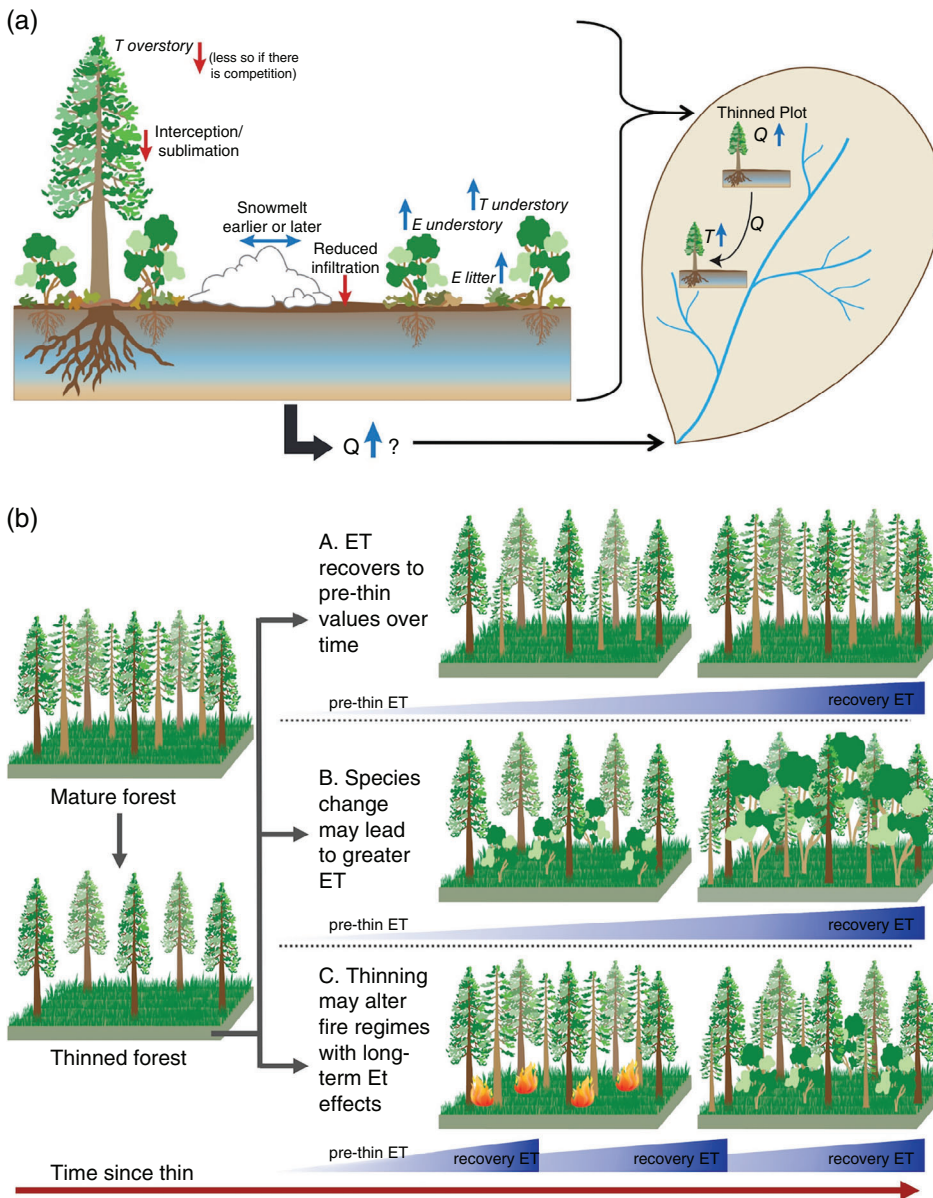 (a)
T overstory
(less so if there
is competition)
Interception/
sublimation
Snowmelt
earlier or later
Reduced
infiltration
E understory
T understory
E litter
Q ?
Thinned Plot
Q
Q
T
(b)
Mature forest
Thinned forest
A. ET
recovers to
pre-thin
values over
time
pre-thin ET
recovery ET
B. Species
change
may lead
to greater
ET
pre-thin ET
recovery ET
C. Thinning
may alter
fire regimes
with long-
term Et
effects
pre-thin ET
recovery ET
recovery ET
recovery ET
Time since thin